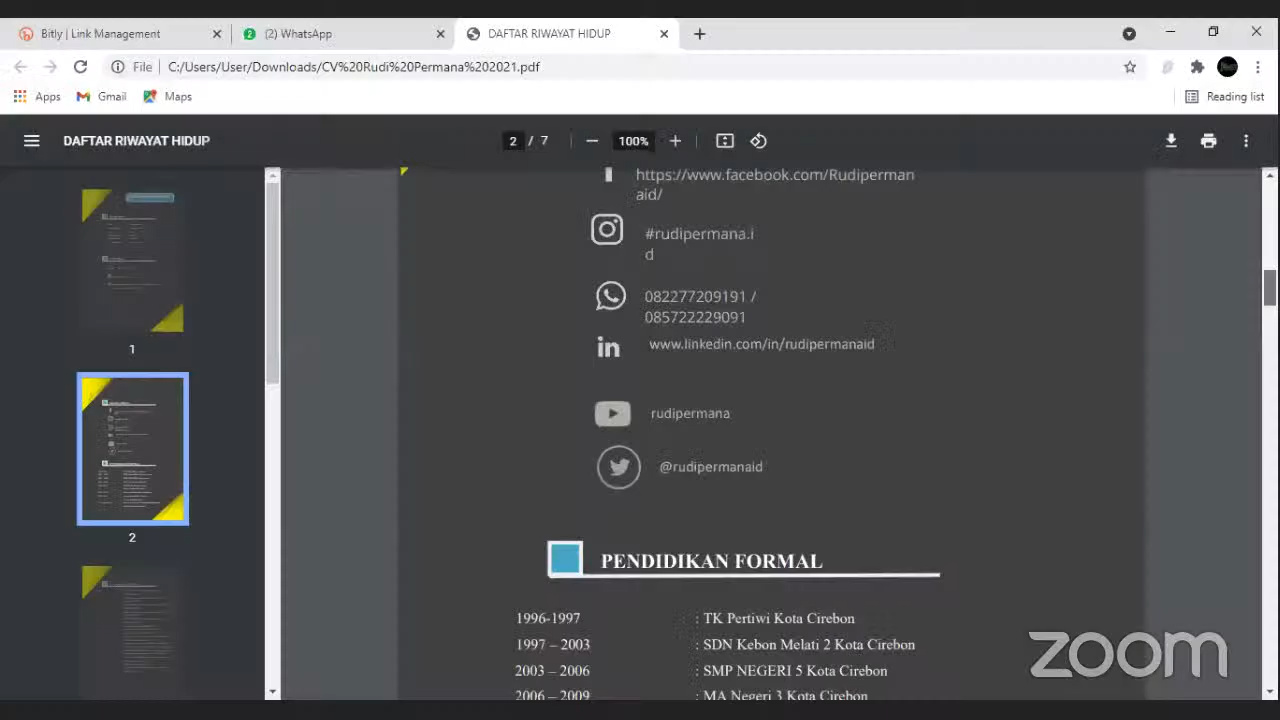 Bitly | Link Management
2
(2) WhatsApp
DAFTAR RIWAYAT HIDUP
File
C:/Users/User/Downloads/CV%20Rudi%20Permana%202021.pdf
Apps
Gmail
Maps
Reading list
DAFTAR RIWAYAT HIDUP
2 / 7
100%
1
2
https://www.facebook.com/Rudiperman
aid/
#rudipermana.i
d
082277209191 /
085722229091
in
www.linkedin.com/in/rudipermanaid
rudipermana
@rudipermanaid
PENDIDIKAN FORMAL
1996-1997 : TK Pertiwi Kota Cirebon
1997 – 2003 : SDN Kebon Melati 2 Kota Cirebon
2003 – 2006 : SMP NEGERI 5 Kota Cirebon
2006 – 2009 : MA Negeri 3 Kota Cirebon
zoom